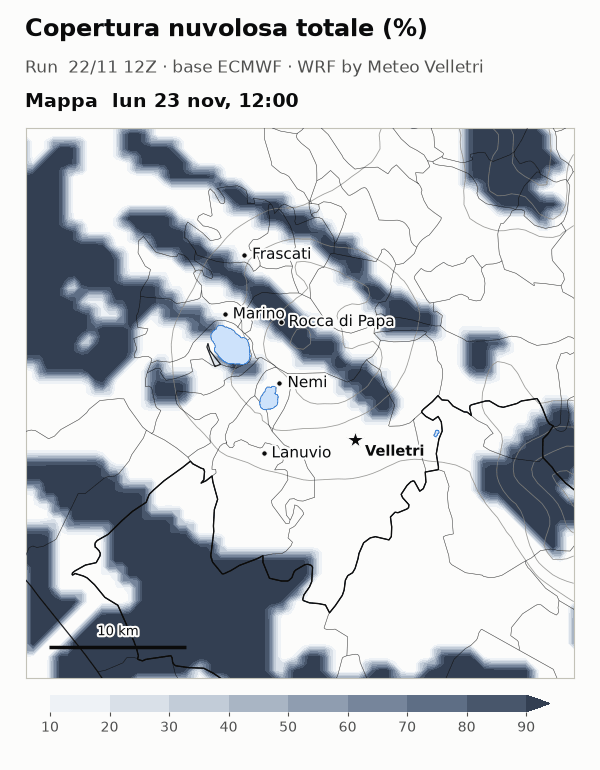 Copertura nuvolosa totale (%)
Run  22/11 12Z · base ECMWF · WRF by Meteo Velletri
Mappa  lun 23 nov, 12:00
Frascati
Marino
Rocca di Papa
Nemi
Velletri
Lanuvio
10 km
10 20 30 40 50 60 70 80 90